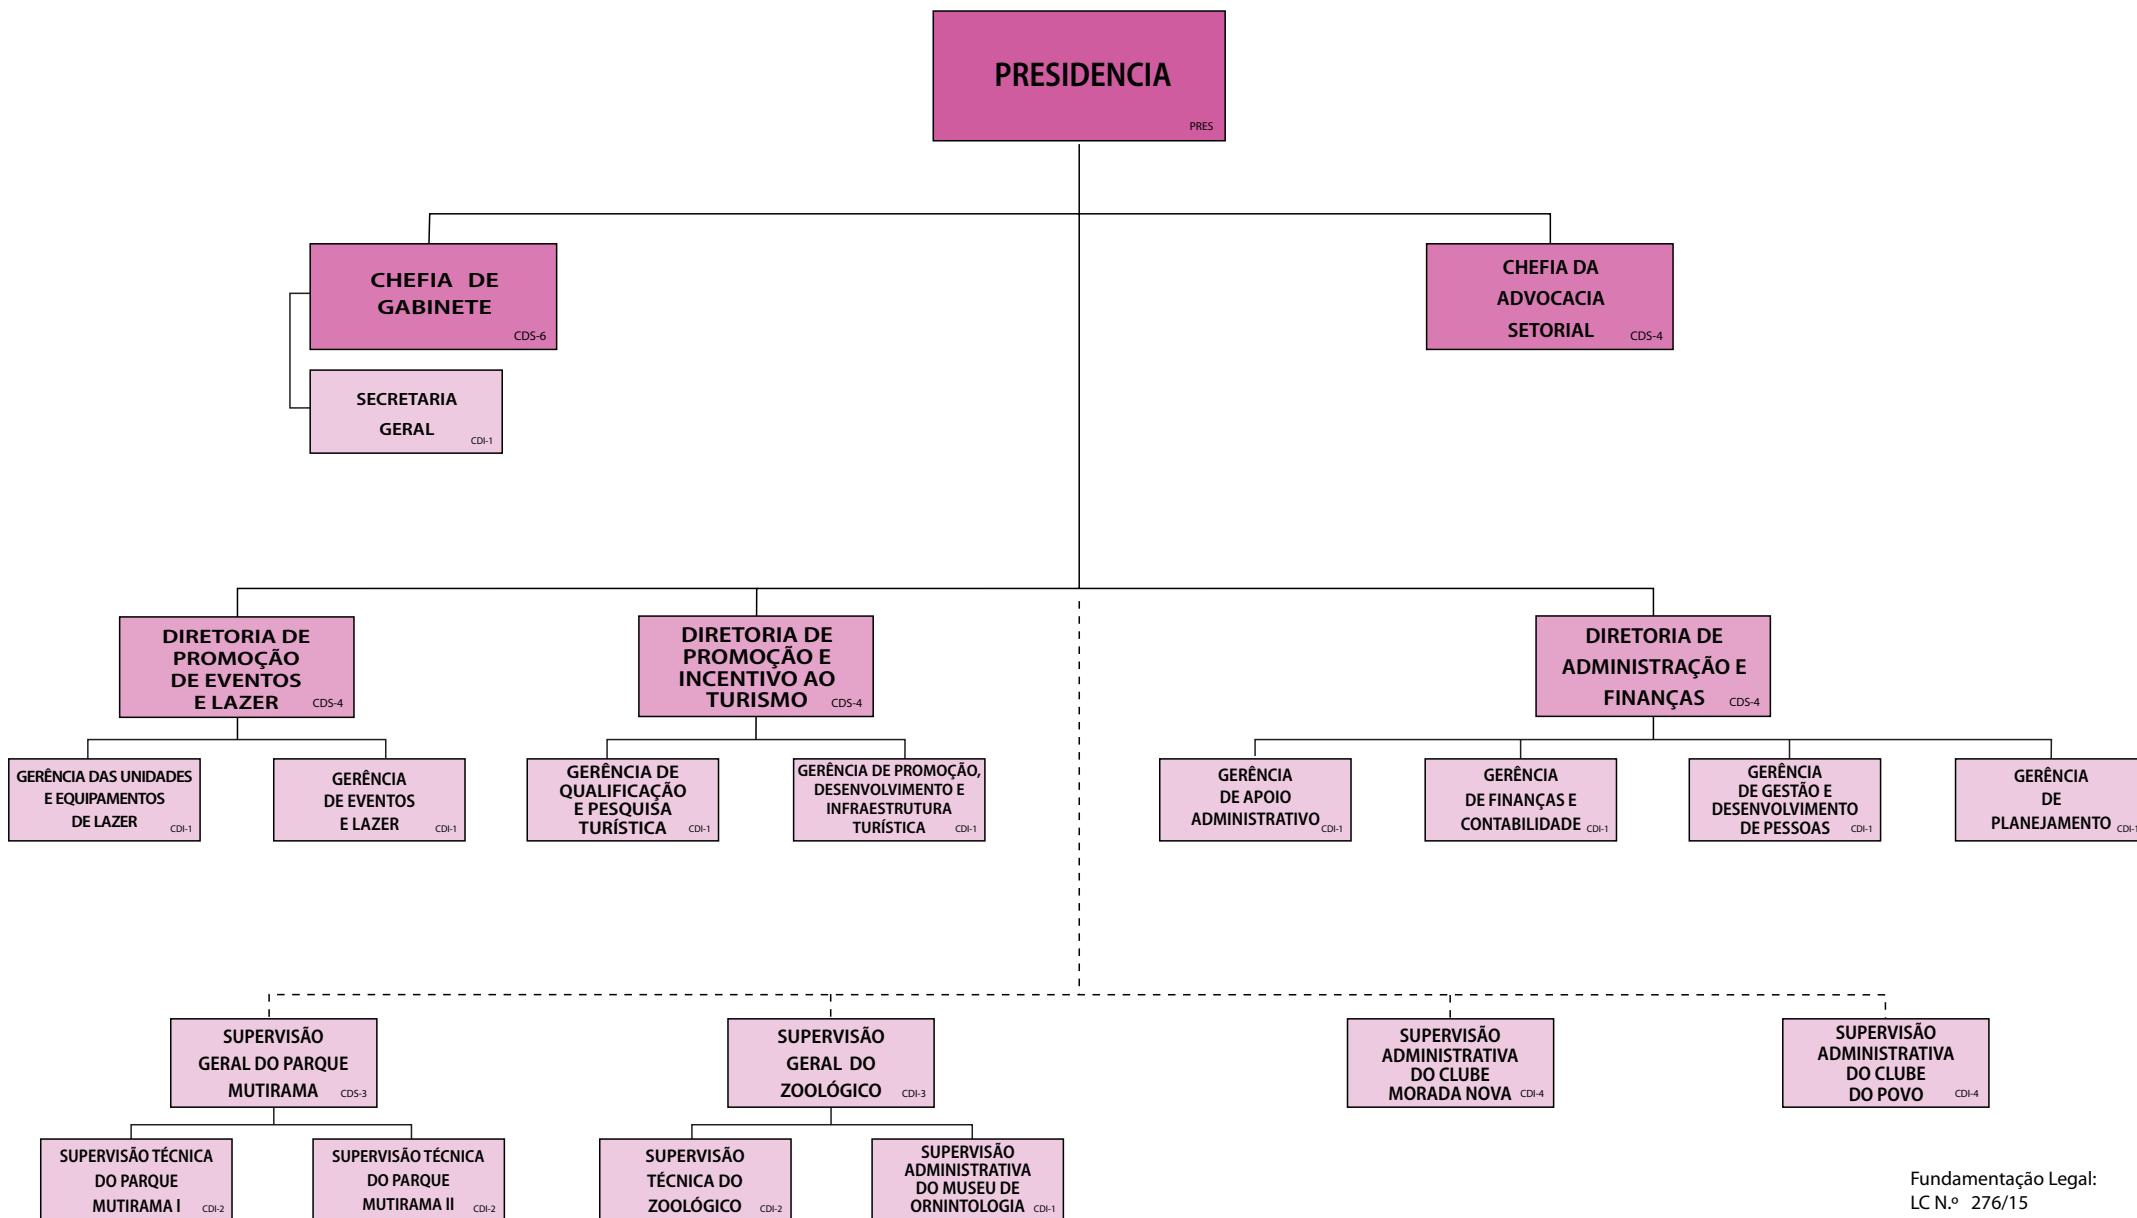 PRESIDENCIA
PRES
CHEFIA DE
GABINETE
CDS-6
CHEFIA DA
ADVOCACIA
SETORIAL
CDS-4
SECRETARIA
GERAL
CDI-1
DIRETORIA DE
PROMOÇÃO
DE EVENTOS
E LAZER
CDS-4
DIRETORIA DE
PROMOÇÃO E
INCENTIVO AO
TURISMO
CDS-4
DIRETORIA DE
ADMINISTRAÇÃO E
FINANÇAS
CDS-4
GERÊNCIA DAS UNIDADES
E EQUIPAMENTOS
DE LAZER
CDI-1
GERÊNCIA
DE EVENTOS
E LAZER
CDI-1
GERÊNCIA DE
QUALIFICAÇÃO
E PESQUISA
TURÍSTICA
CDI-1
GERÊNCIA DE PROMOÇÃO,
DESENVOLVIMENTO E
INFRAESTRUTURA
TURÍSTICA
CDI-1
GERÊNCIA
DE APOIO
ADMINISTRATIVO
CDI-1
GERÊNCIA
DE FINANÇAS E
CONTABILIDADE
CDI-1
GERÊNCIA
DE GESTÃO E
DESENVOLVIMENTO
DE PESSOAS
CDI-1
GERÊNCIA
DE
PLANEJAMENTO
CDI-1
SUPERVISÃO
GERAL DO PARQUE
MUTIRAMA
CDS-3
SUPERVISÃO
GERAL DO
ZOOLÓGICO
CDI-3
SUPERVISÃO
ADMINISTRATIVA
DO CLUBE
MORADA NOVA
CDI-4
SUPERVISÃO
ADMINISTRATIVA
DO CLUBE
DO POVO
CDI-4
SUPERVISÃO TÉCNICA
DO PARQUE
MUTIRAMA I
CDI-2
SUPERVISÃO TÉCNICA
DO PARQUE
MUTIRAMA II
CDI-2
SUPERVISÃO
TÉCNICA DO
ZOOLÓGICO
CDI-2
SUPERVISÃO
ADMINISTRATIVA
DO MUSEU DE
ORNINTOLOGIA
CDI-1
Fundamentação Legal:
LC N.º 276/15